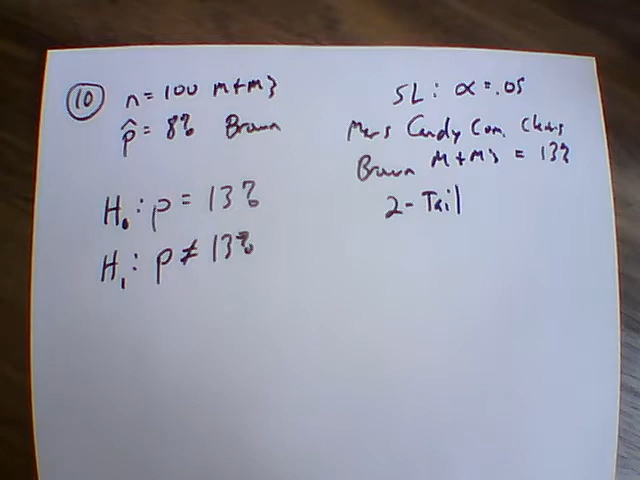 10 n = 100 M+M's
p̂ = 8% Brown
H₀: p = 13%
H₁: p ≠ 13%
SL: α = .05
Mars Candy Com. Claims
Brown M+M's = 13%
2-Tail